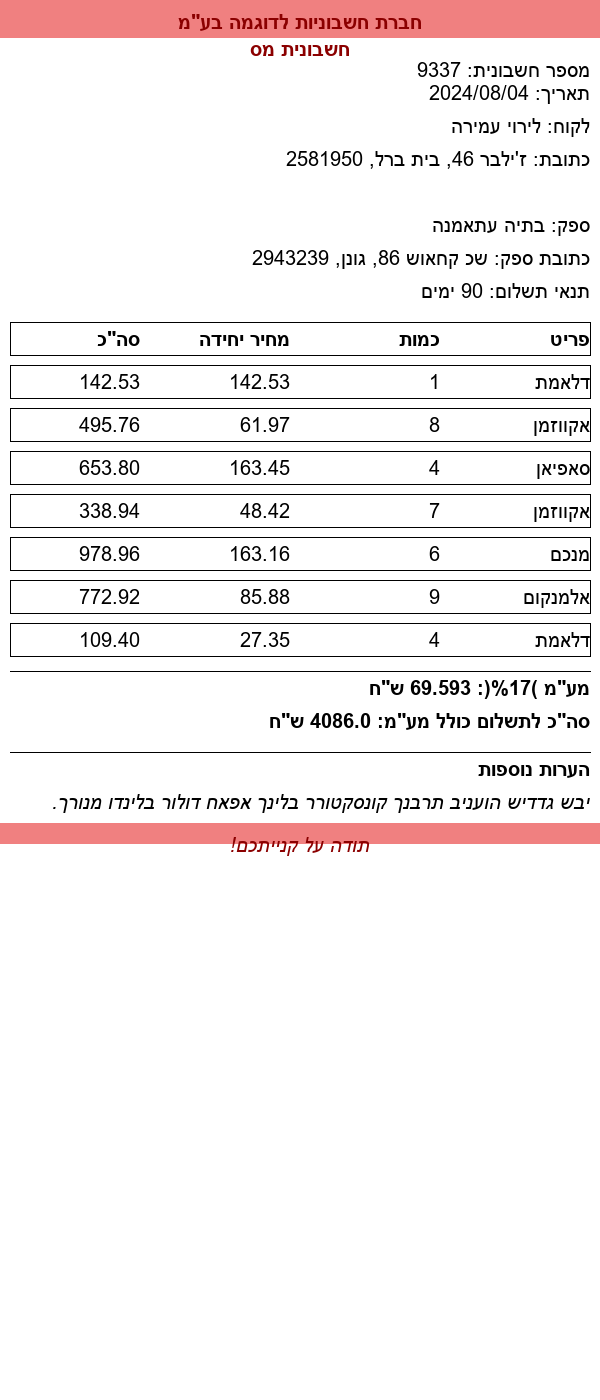 חברת חשבוניות לדוגמה בע"מ
חשבונית מס
מספר חשבונית: 9337
תאריך: 2024/08/04
לקוח: לירוי עמירה
כתובת: ז'ילבר 46, בית ברל, 2581950
ספק: בתיה עתאמנה
כתובת ספק: שכ קחאוש 86, גונן, 2943239
תנאי תשלום: 90 ימים
פריט כמות מחיר יחידה סה"כ
דלאמת 1 142.53 142.53
אקווזמן 8 61.97 495.76
סאפיאן 4 163.45 653.80
אקווזמן 7 48.42 338.94
מנכם 6 163.16 978.96
אלמנקום 9 85.88 772.92
דלאמת 4 27.35 109.40
מע"מ )17%(: 69.593 ש"ח
סה"כ לתשלום כולל מע"מ: 4086.0 ש"ח
הערות נוספות
יבש גדדיש הועניב תרבנך קונסקטורר בלינך אפאח דולור בלינדו מנורך.
תודה על קנייתכם!